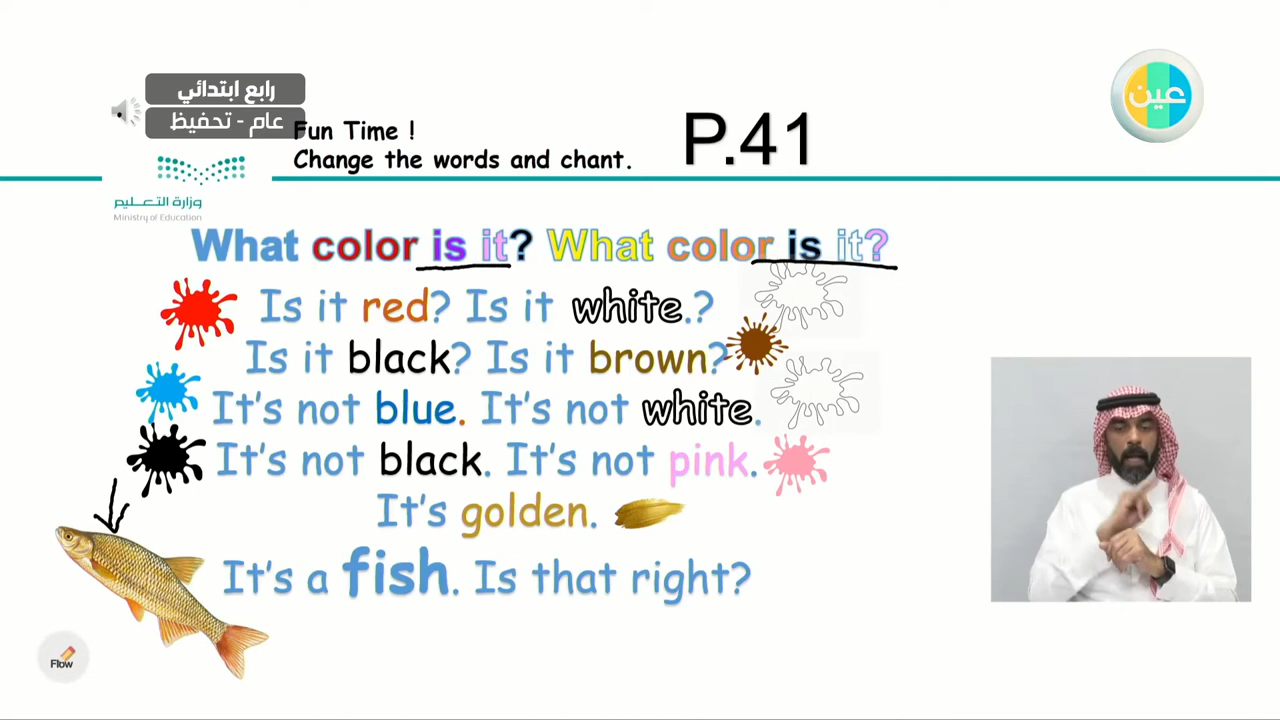 رابع ابتدائي
عام - تحفيظ
عين
Fun Time !
P.41
Change the words and chant.
وزارة التعليم
Ministry of Education
What color is it? What color is it?
Is it red? Is it white.?
Is it black? Is it brown?
It's not blue. It's not white.
It's not black. It's not pink.
It's golden.
It's a fish. Is that right?
Flow